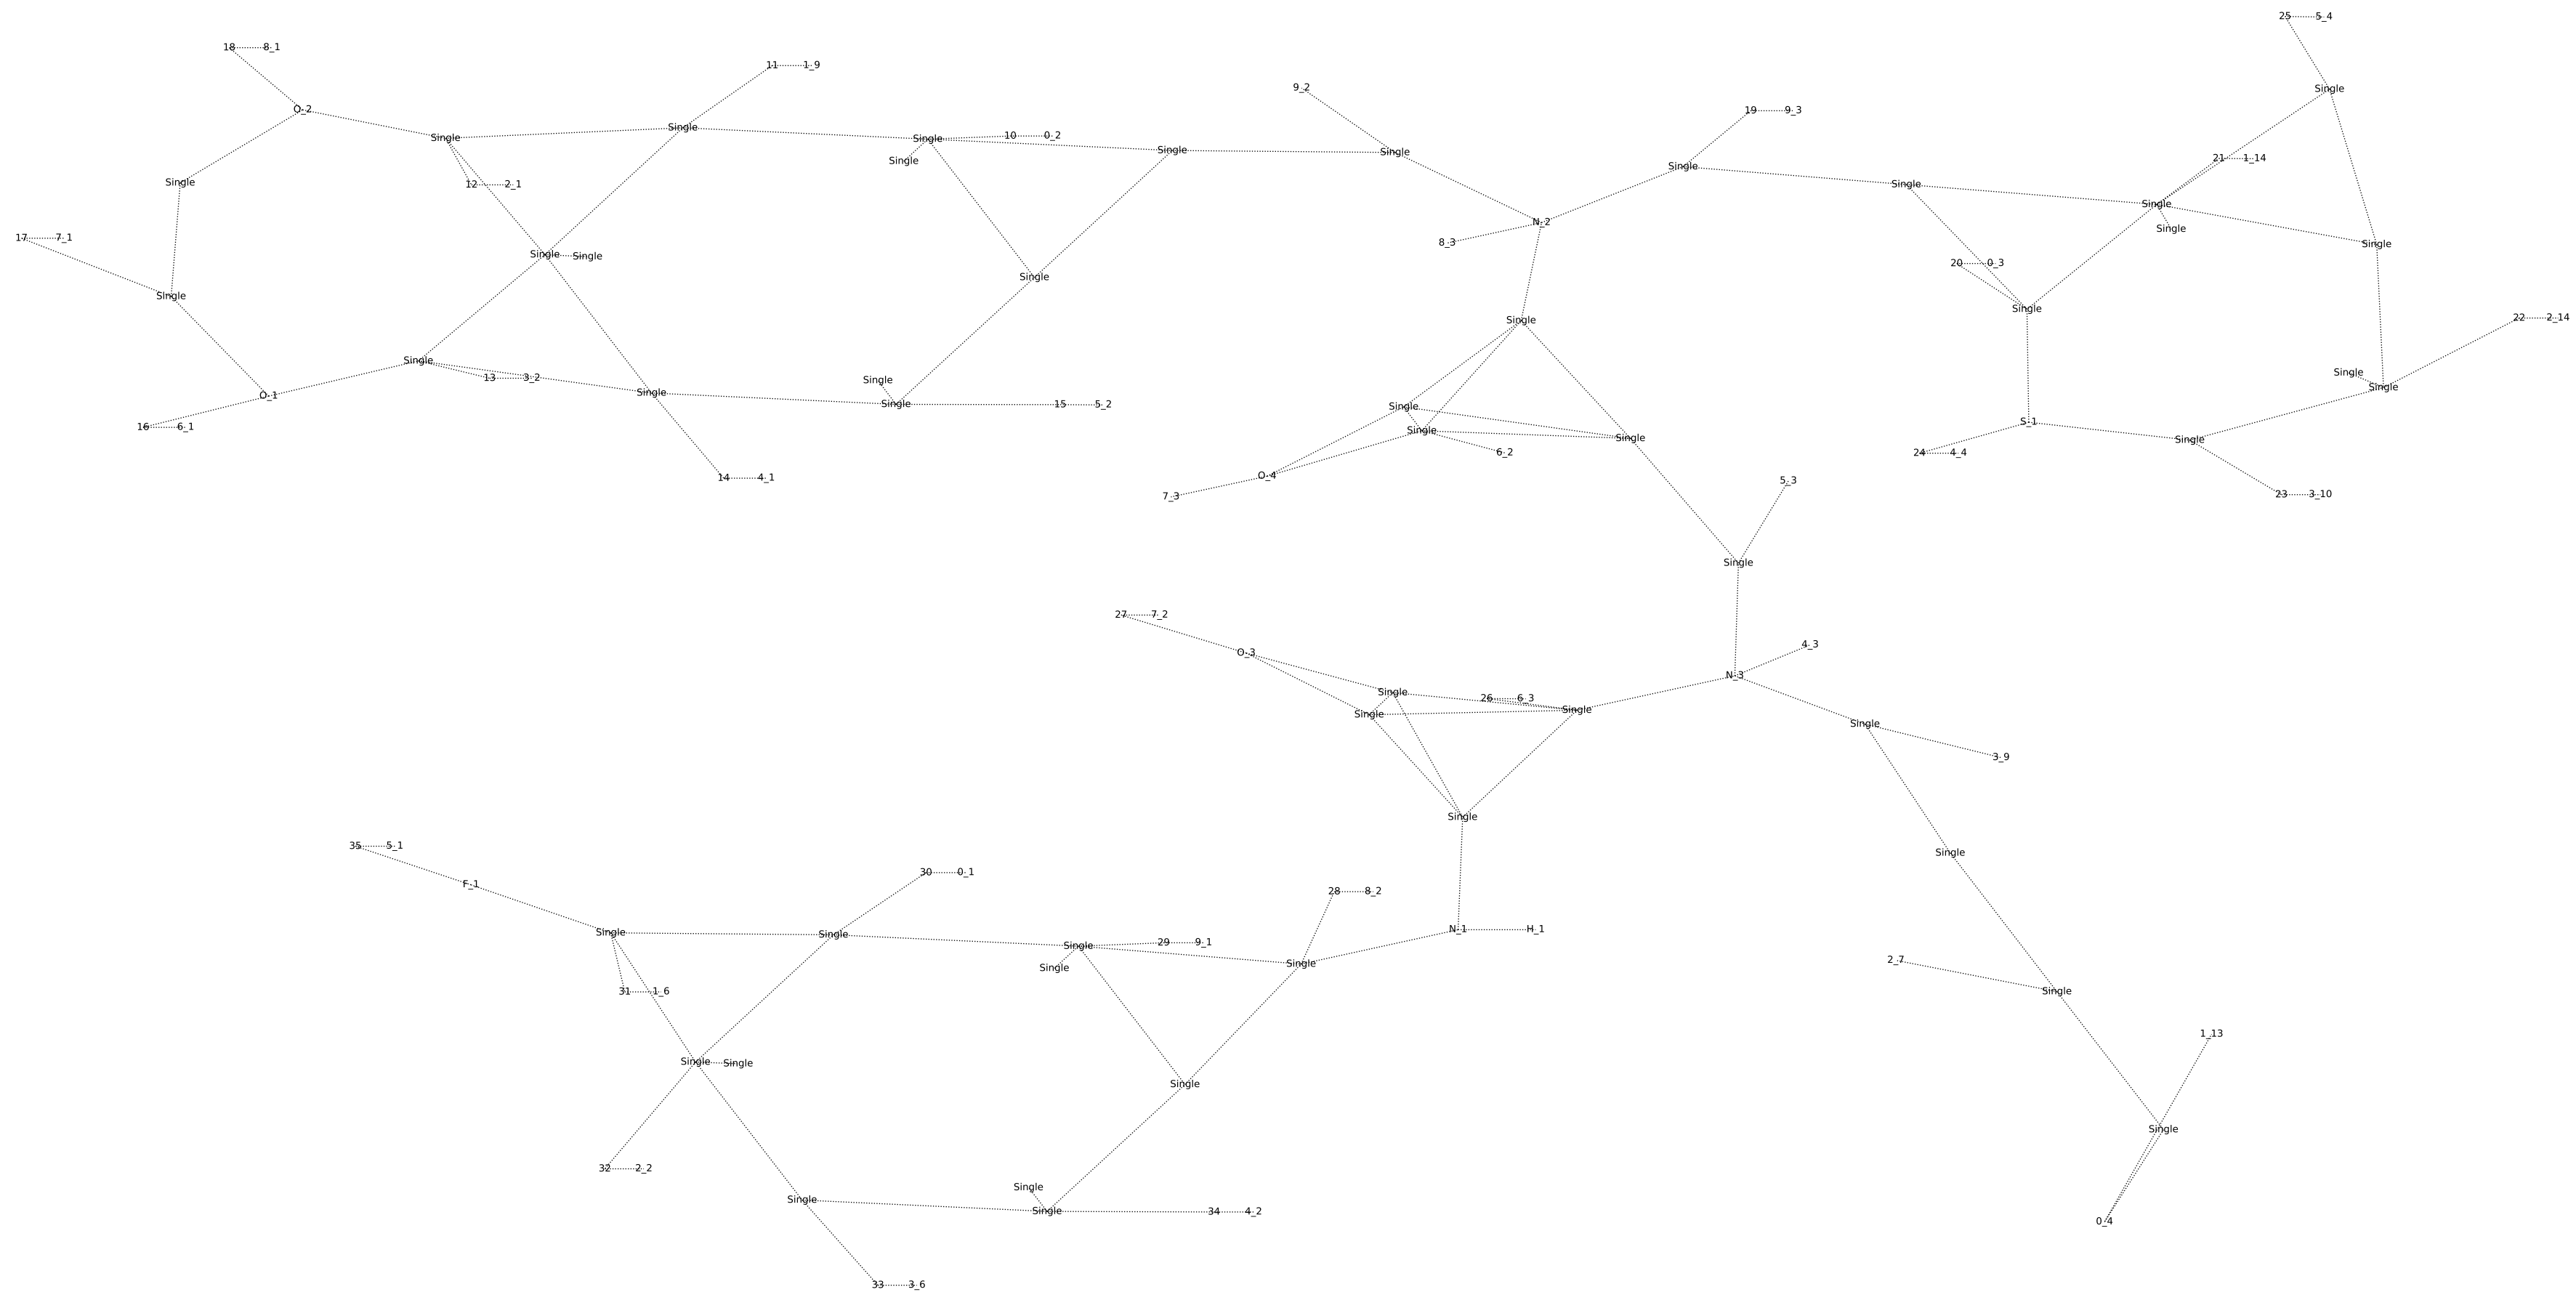 25 5_4
18 8_1
11 1_9
9_2
Single
O_2
19 9_3
Single
10 0_2
Single
Single
Single
Single
Single
21 1_14
Single
Single
12 2_1
Single
Single
Single
N_2
Single
17 7_1
8_3
Single
Single
Single
20 0_3
Single
Single
Single
Single
22 2_14
Single
Single
Single
13 3_2
Single
Single
Single
O_1
Single
15 5_2
Single
S_1
16 6_1
Single
Single
Single
6_2
24 4_4
O_4
14 4_1
5_3
23 3_10
7_3
Single
27 7_2
4_3
O_3
N_3
Single
26 6_3
Single
Single
Single
3_9
Single
35 5_1
Single
30 0_1
F_1
28 8_2
N_1 H_1
Single
Single
29 9_1
Single
2_7
Single
Single
31 1_6
Single
1_13
Single
Single
Single
Single
32 2_2
Single
Single
Single
34 4_2
0_4
33 3_6